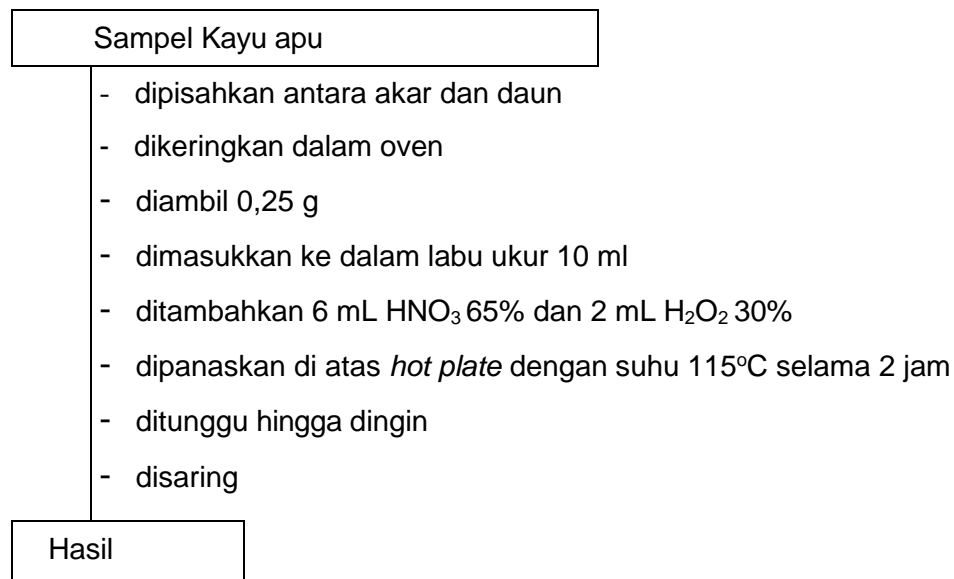 Sampel Kayu apu
- dipisahkan antara akar dan daun
- dikeringkan dalam oven
- diambil 0,25 g
- dimasukkan ke dalam labu ukur 10 ml
- ditambahkan 6 mL HNO₃ 65% dan 2 mL H₂O₂ 30%
- dipanaskan di atas hot plate dengan suhu 115ºC selama 2 jam
- ditunggu hingga dingin
- disaring
Hasil